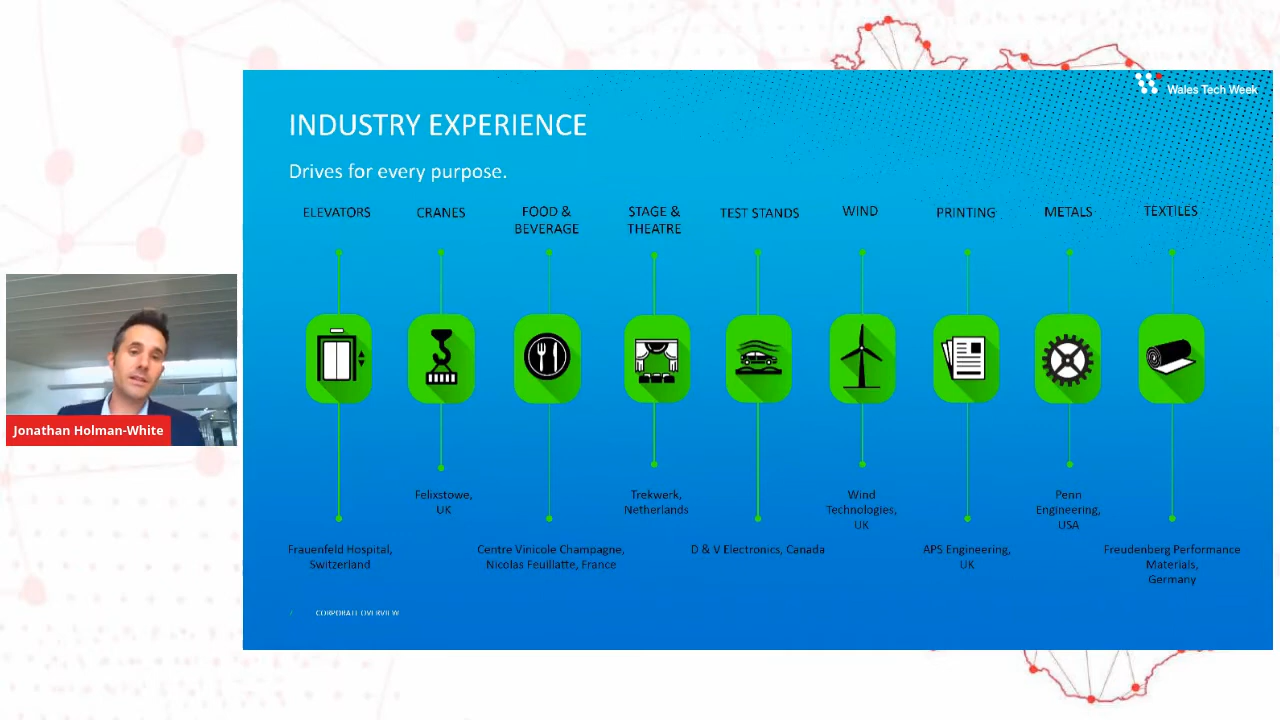 Wales Tech Week
INDUSTRY EXPERIENCE
Drives for every purpose.
ELEVATORS
CRANES
FOOD &
BEVERAGE
STAGE &
THEATRE
TEST STANDS
WIND
PRINTING
METALS
TEXTILES
Jonathan Holman-White
Felixstowe,
UK
Trekwerk,
Netherlands
Wind
Technologies,
UK
Penn
Engineering,
USA
Frauenfeld Hospital,
Switzerland
Centre Vinicole Champagne,
Nicolas Feuillatte, France
D & V Electronics, Canada
APS Engineering,
UK
Freudenberg Performance
Materials,
Germany
CORPORATE OVERVIEW